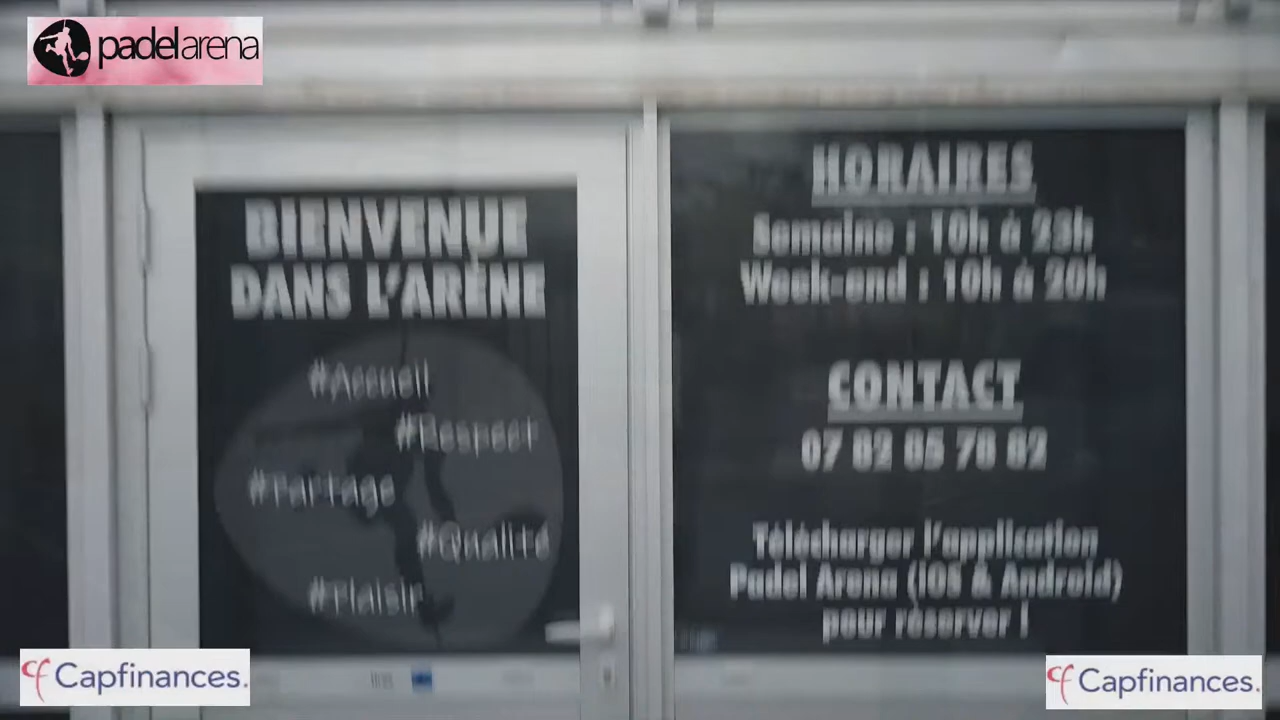 padelarena
BIENVENUE
DANS L'ARÈNE
#Accueil
#Respect
#Partage
#Qualité
#Plaisir
HORAIRES
Semaine : 10h à 23h
Week-end : 10h à 20h
CONTACT
07 82 85 78 82
Télécharger l'application
Padel Arena (iOS & Android)
pour réserver !
Capfinances.
Capfinances.